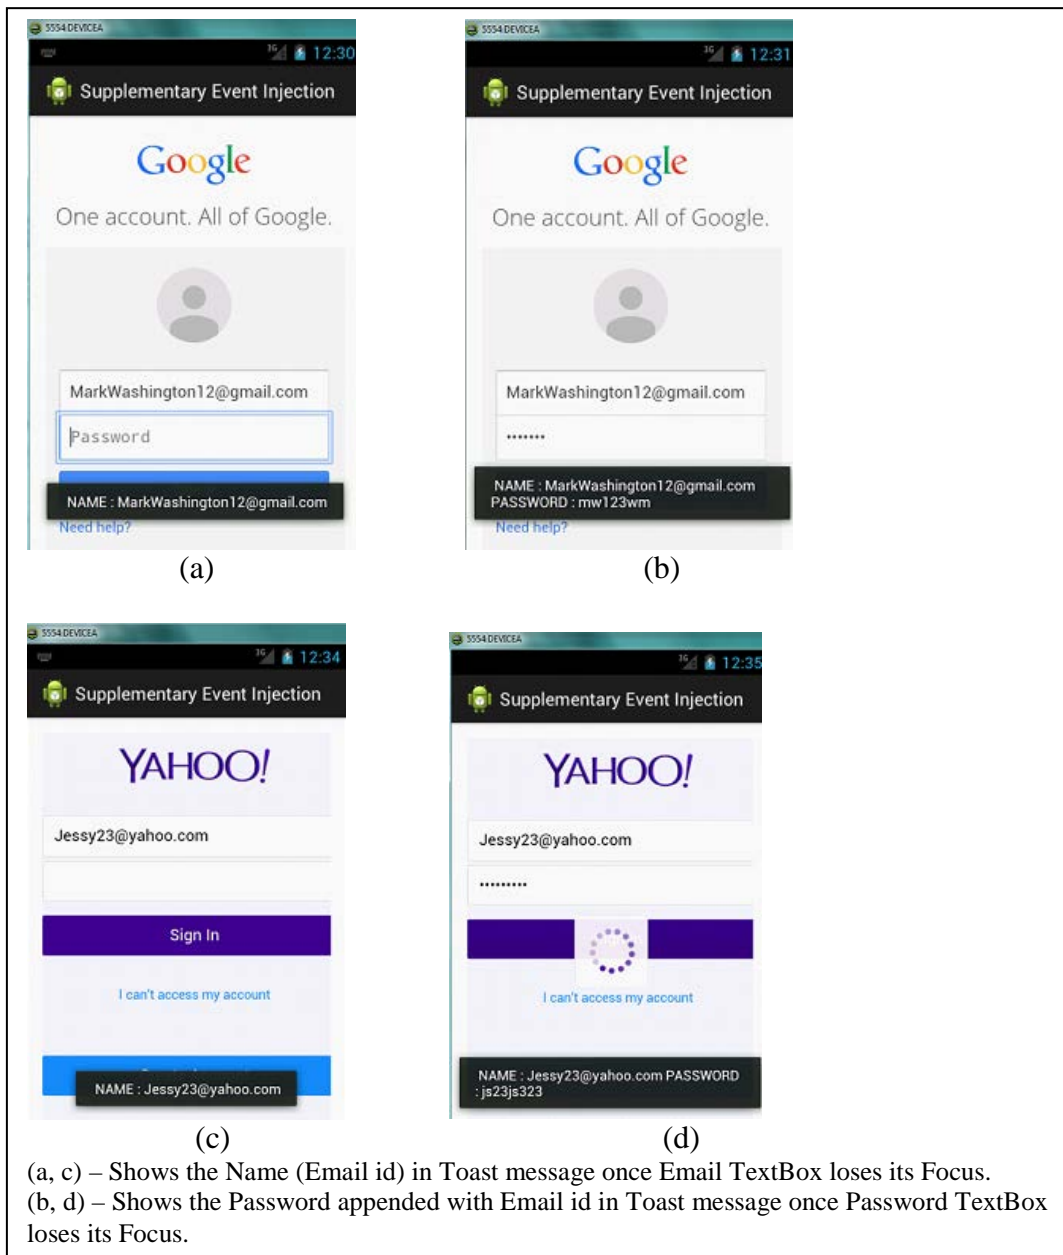 5554:DEVICEA
3G 12:30
Supplementary Event Injection
Google
One account. All of Google.
MarkWashington12@gmail.com
Password
NAME : MarkWashington12@gmail.com
Need help?
(a)
5554:DEVICEA
3G 12:31
Supplementary Event Injection
Google
One account. All of Google.
MarkWashington12@gmail.com
•••••••
NAME : MarkWashington12@gmail.com
PASSWORD : mw123wm
Need help?
(b)
5554:DEVICEA
3G 12:34
Supplementary Event Injection
YAHOO!
Jessy23@yahoo.com
Sign In
I can't access my account
NAME : Jessy23@yahoo.com
(c)
5554:DEVICEA
3G 12:35
Supplementary Event Injection
YAHOO!
Jessy23@yahoo.com
•••••••••
I can't access my account
NAME : Jessy23@yahoo.com PASSWORD
: js23js323
(d)
(a, c) – Shows the Name (Email id) in Toast message once Email TextBox loses its Focus.
(b, d) – Shows the Password appended with Email id in Toast message once Password TextBox
loses its Focus.